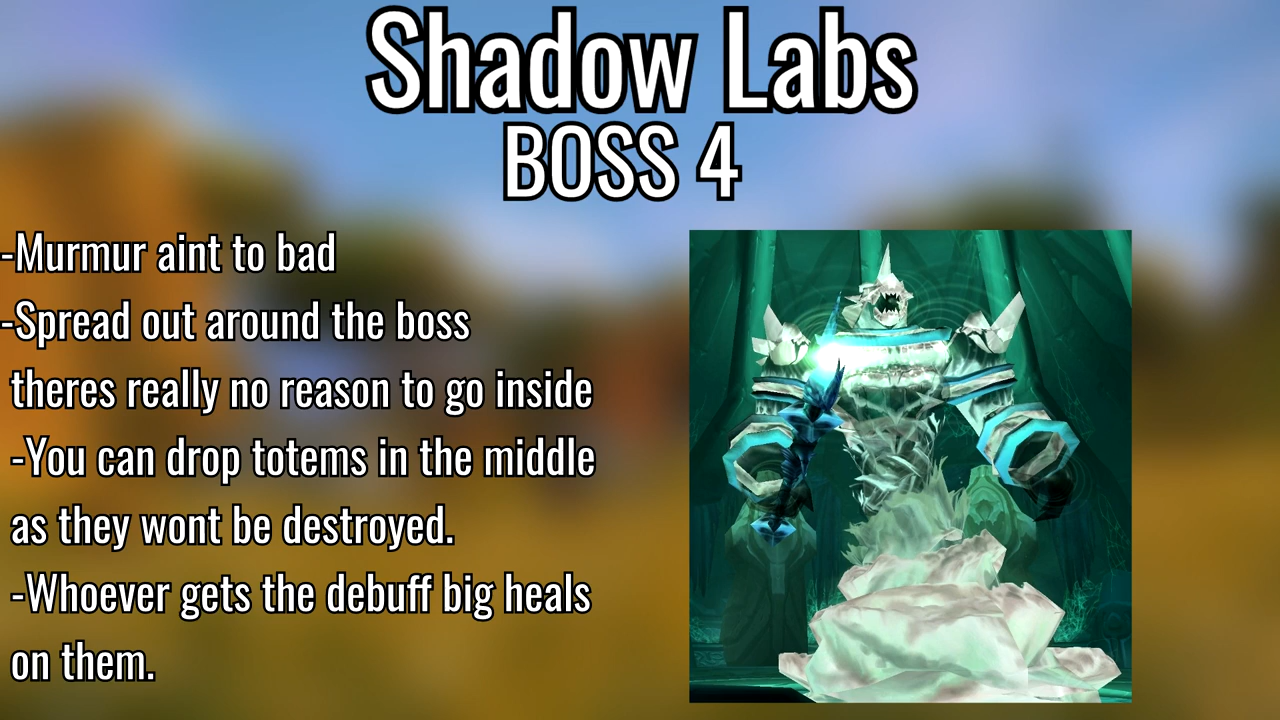 Shadow Labs
BOSS 4
-Murmur aint to bad
-Spread out around the boss
theres really no reason to go inside
-You can drop totems in the middle
as they wont be destroyed.
-Whoever gets the debuff big heals
on them.